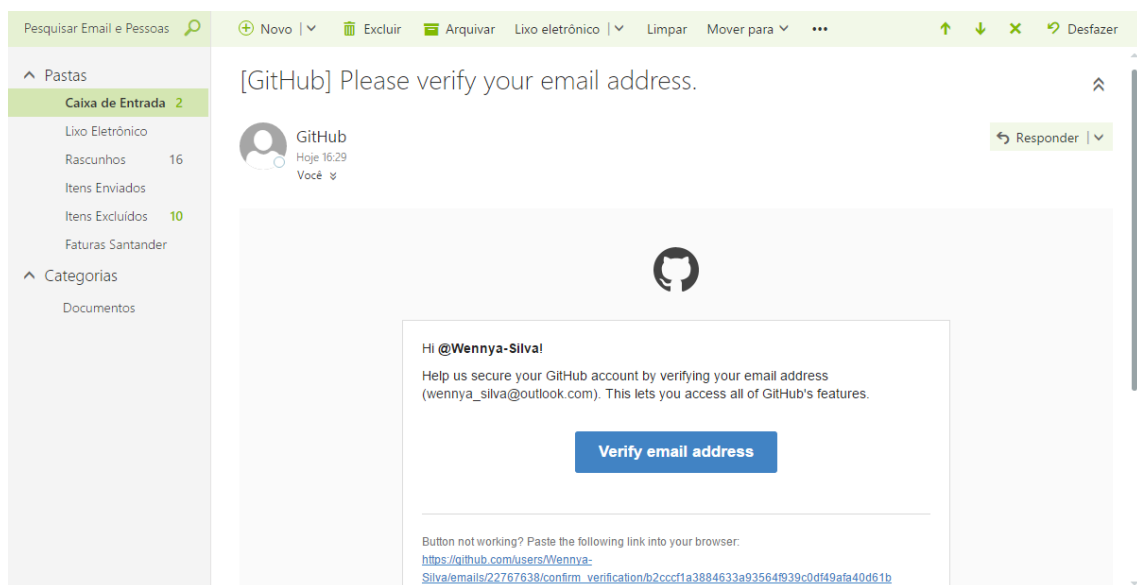 Pesquisar Email e Pessoas
Novo
Excluir
Arquivar
Lixo eletrônico
Limpar
Mover para
Desfazer
Pastas
Caixa de Entrada 2
Lixo Eletrônico
Rascunhos 16
Itens Enviados
Itens Excluídos 10
Faturas Santander
Categorias
Documentos
[GitHub] Please verify your email address.
GitHub
Hoje 16:29
Você
Responder
Hi @Wennya-Silva!
Help us secure your GitHub account by verifying your email address
(wennya_silva@outlook.com). This lets you access all of GitHub's features.
Verify email address
Button not working? Paste the following link into your browser:
https://github.com/users/Wennya-
Silva/emails/22767638/confirm_verification/b2cccf1a3884633a93564f939c0df49afa40d61b